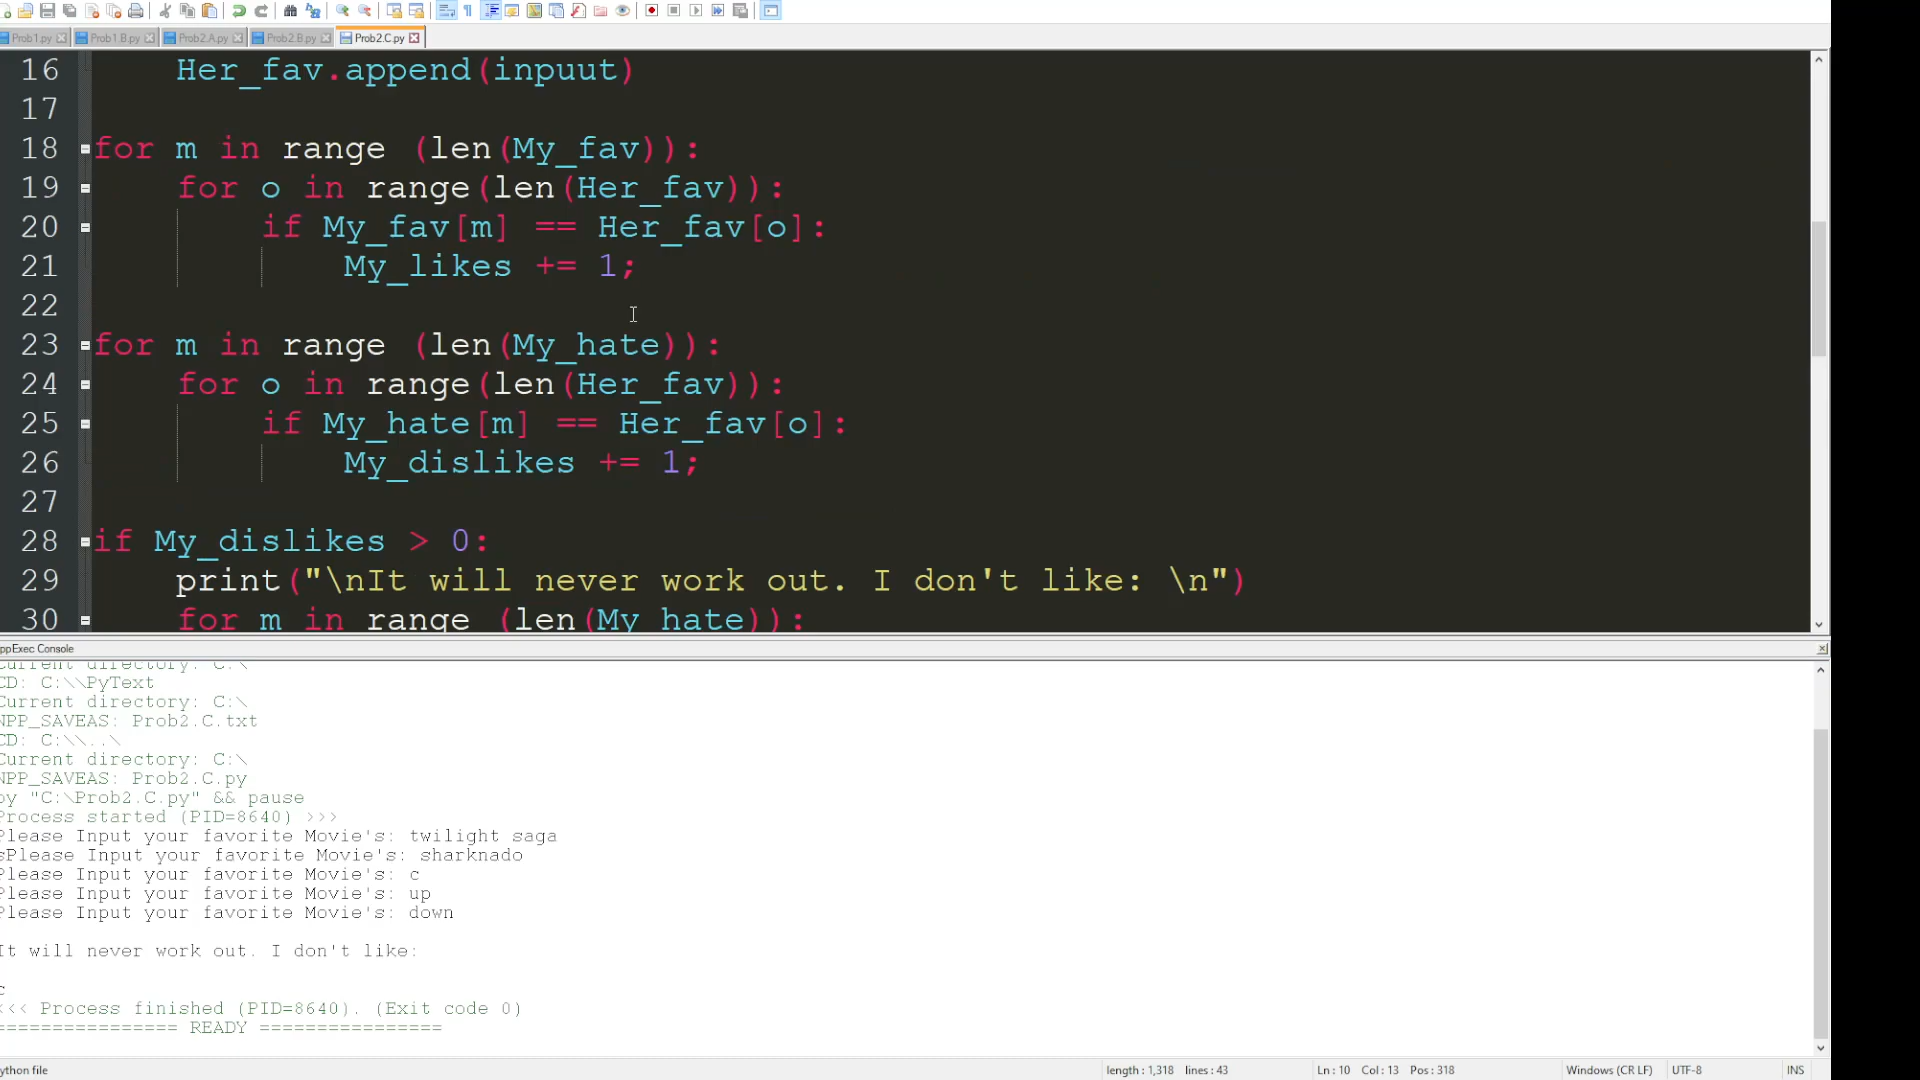 Prob1.py Prob1.B.py Prob2.A.py Prob2.B.py Prob2.C.py
16 Her_fav.append(inpuut)
17
18 for m in range (len(My_fav)):
19 for o in range(len(Her_fav)):
20 if My_fav[m] == Her_fav[o]:
21 My_likes += 1;
22
23 for m in range (len(My_hate)):
24 for o in range(len(Her_fav)):
25 if My_hate[m] == Her_fav[o]:
26 My_dislikes += 1;
27
28 if My_dislikes > 0:
29 print("\nIt will never work out. I don't like: \n")
30 for m in range (len(My_hate)):
ppExec Console
Current directory: C:\
CD: C:\\PyText
Current directory: C:\
NPP_SAVEAS: Prob2.C.txt
CD: C:\\..\
Current directory: C:\
NPP_SAVEAS: Prob2.C.py
py "C:\Prob2.C.py" && pause
Process started (PID=8640) >>>
Please Input your favorite Movie's: twilight saga
sPlease Input your favorite Movie's: sharknado
Please Input your favorite Movie's: c
Please Input your favorite Movie's: up
Please Input your favorite Movie's: down
It will never work out. I don't like:
c
<<< Process finished (PID=8640). (Exit code 0)
================ READY ================
ython file length : 1,318 lines : 43 Ln : 10 Col : 13 Pos : 318 Windows (CR LF) UTF-8 INS